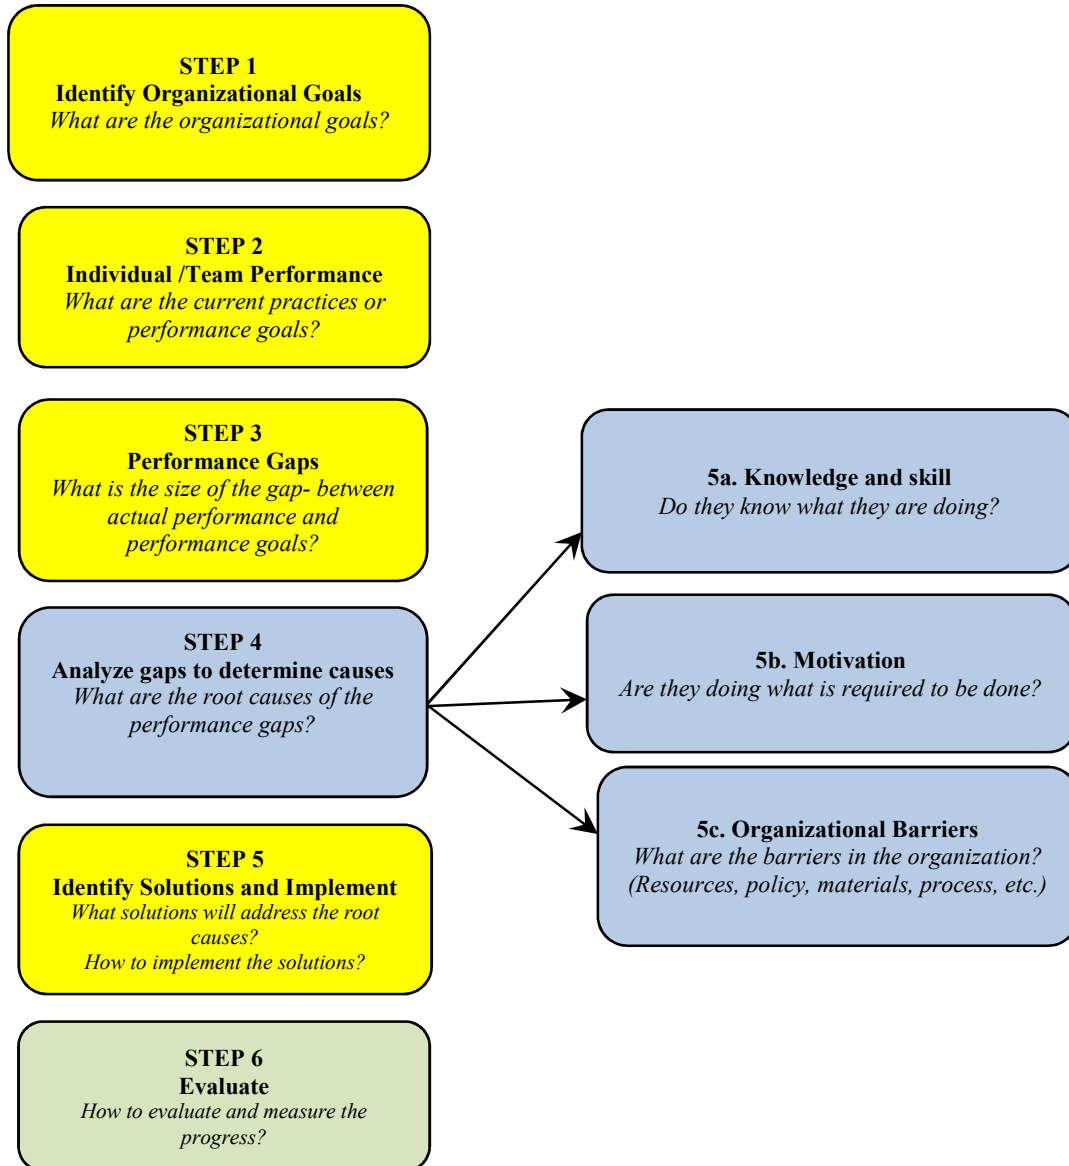 STEP 1
Identify Organizational Goals
What are the organizational goals?
STEP 2
Individual /Team Performance
What are the current practices or
performance goals?
STEP 3
Performance Gaps
What is the size of the gap- between
actual performance and
performance goals?
STEP 4
Analyze gaps to determine causes
What are the root causes of the
performance gaps?
5a. Knowledge and skill
Do they know what they are doing?
5b. Motivation
Are they doing what is required to be done?
5c. Organizational Barriers
What are the barriers in the organization?
(Resources, policy, materials, process, etc.)
STEP 5
Identify Solutions and Implement
What solutions will address the root
causes?
How to implement the solutions?
STEP 6
Evaluate
How to evaluate and measure the
progress?